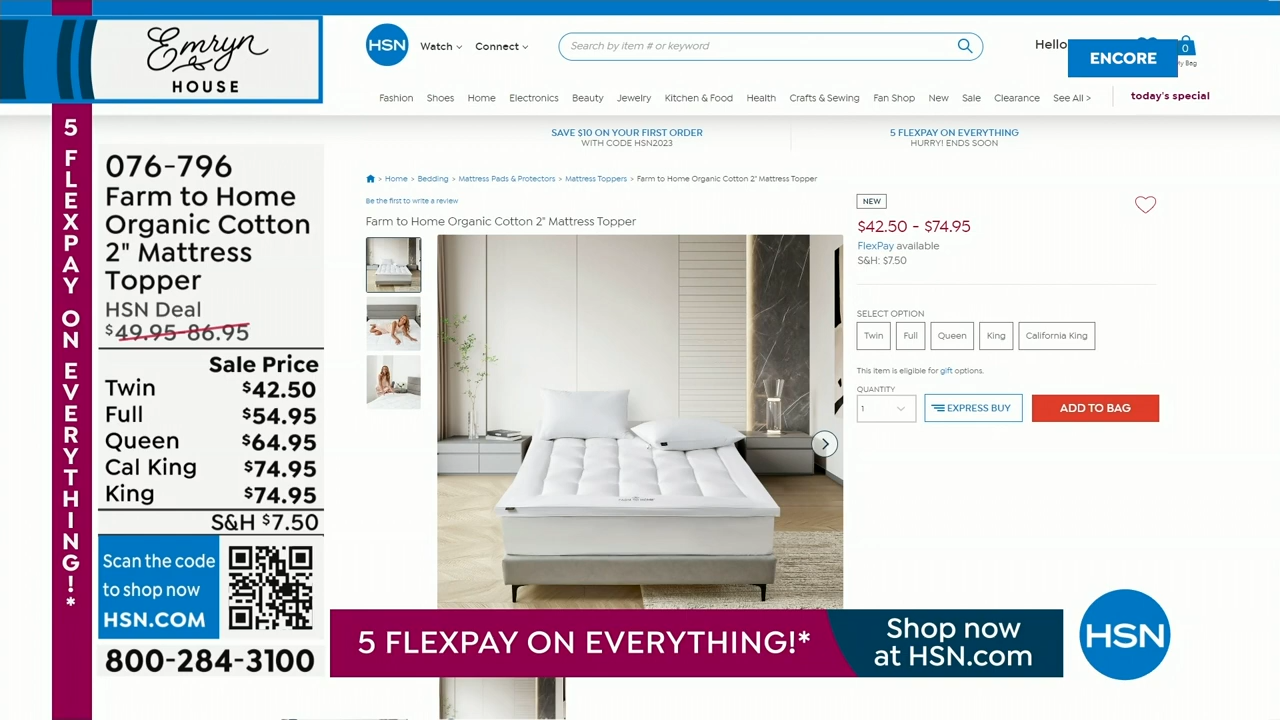 Emryn
HOUSE
5 FLEXPAY ON EVERYTHING!*
076-796
Farm to Home
Organic Cotton
2" Mattress
Topper
HSN Deal
$49.95-86.95
Sale Price
Twin $42.50
Full $54.95
Queen $64.95
Cal King $74.95
King $74.95
S&H $7.50
Scan the code
to shop now
HSN.COM
800-284-3100
HSN
Watch
Connect
Search by item # or keyword
Hello
ENCORE
0
My Bag
Fashion Shoes Home Electronics Beauty Jewelry Kitchen & Food Health Crafts & Sewing Fan Shop New Sale Clearance See All > today's special
SAVE $10 ON YOUR FIRST ORDER
WITH CODE HSN2023
5 FLEXPAY ON EVERYTHING
HURRY! ENDS SOON
> Home > Bedding > Mattress Pads & Protectors > Mattress Toppers > Farm to Home Organic Cotton 2" Mattress Topper
Be the first to write a review
Farm to Home Organic Cotton 2" Mattress Topper
NEW
$42.50 - $74.95
FlexPay available
S&H: $7.50
SELECT OPTION
Twin Full Queen King California King
This item is eligible for gift options.
QUANTITY
1
EXPRESS BUY
ADD TO BAG
5 FLEXPAY ON EVERYTHING!*
Shop now
at HSN.com
HSN